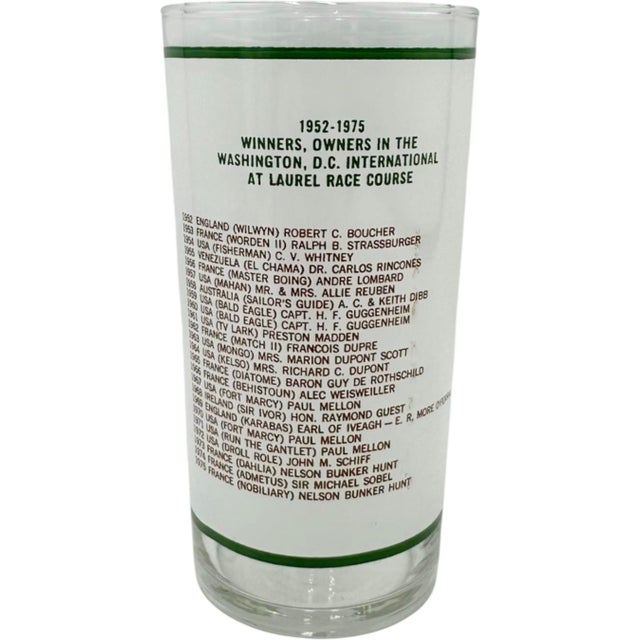 1952-1975
WINNERS, OWNERS IN THE
WASHINGTON, D.C. INTERNATIONAL
AT LAUREL RACE COURSE
1952 ENGLAND (WILWYN) ROBERT C. BOUCHER
1953 FRANCE (WORDEN II) RALPH B. STRASSBURGER
1954 USA (FISHERMAN) C. V. WHITNEY
1955 VENEZUELA (EL CHAMA) DR. CARLOS RINCONES
1956 FRANCE (MASTER BOING) ANDRE LOMBARD
1957 USA (MAHAN) MR. & MRS. ALLIE REUBEN
1958 AUSTRALIA (SAILOR'S GUIDE) A. C. & KEITH DIBB
1959 USA (BALD EAGLE) CAPT. H. F. GUGGENHEIM
1960 USA (BALD EAGLE) CAPT. H. F. GUGGENHEIM
1961 USA (TV LARK) PRESTON MADDEN
1962 FRANCE (MATCH II) FRANCOIS DUPRE
1963 USA (MONGO) MRS. MARION DUPONT SCOTT
1964 USA (KELSO) MRS. RICHARD C. DUPONT
1965 FRANCE (DIATOME) BARON GUY DE ROTHSCHILD
1966 FRANCE (BEHISTOUN) ALEC WEISWEILLER
1967 USA (FORT MARCY) PAUL MELLON
1968 IRELAND (SIR IVOR) HON. RAYMOND GUEST
1969 ENGLAND (KARABAS) EARL OF IVEAGH — E. R. MORE
1970 USA (FORT MARCY) PAUL MELLON
1971 USA (RUN THE GANTLET) PAUL MELLON
1972 USA (DROLL ROLE) JOHN M. SCHIFF
1973 FRANCE (DAHLIA) NELSON BUNKER HUNT
1974 FRANCE (ADMETUS) SIR MICHAEL SOBEL
1975 FRANCE (NOBILIARY) NELSON BUNKER HUNT